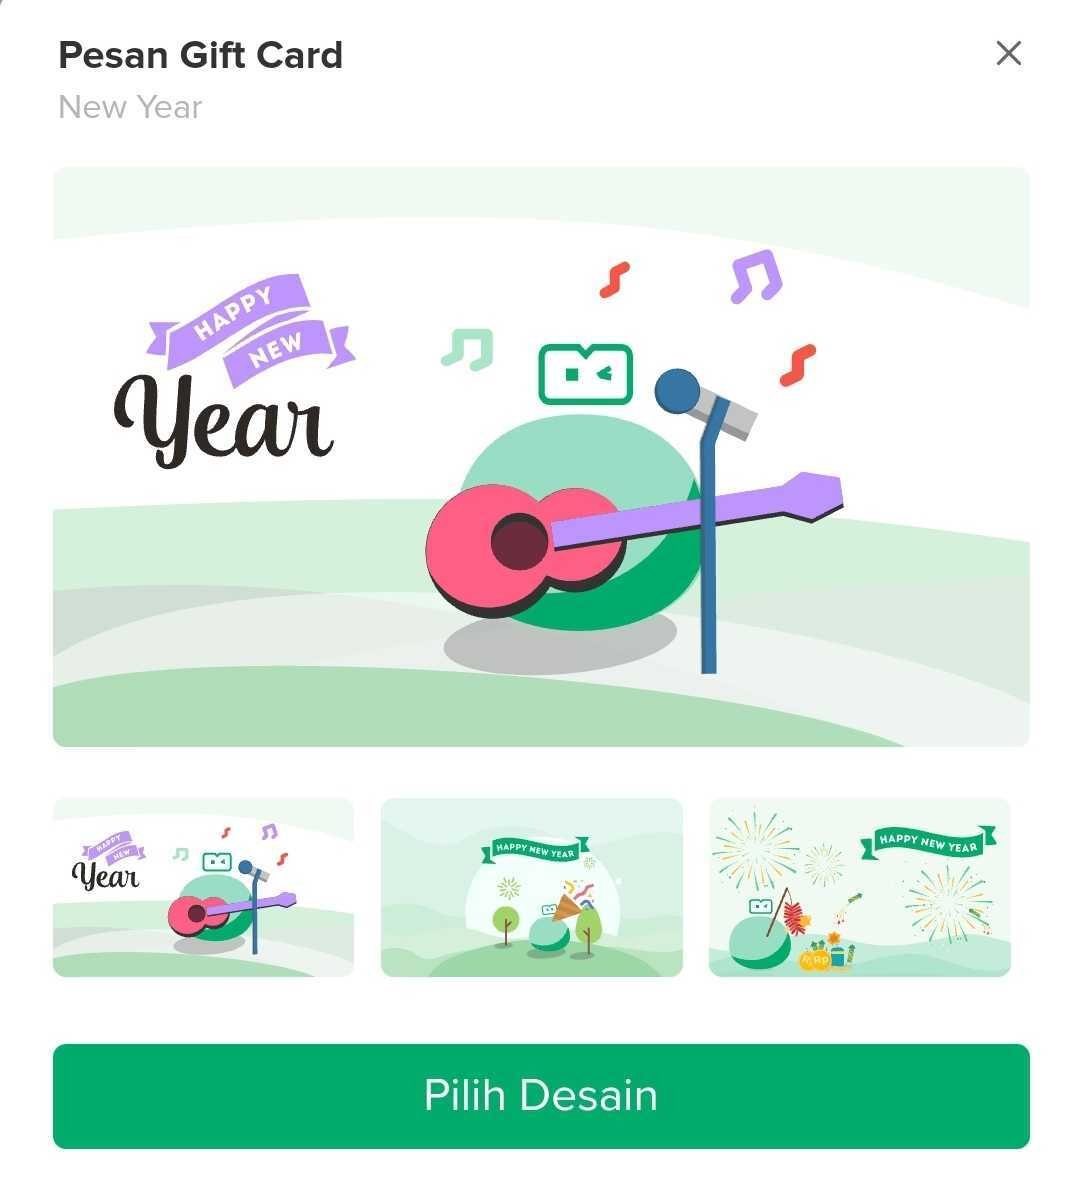 Pesan Gift Card
New Year
HAPPY
NEW
Year
HAPPY
NEW
Year
HAPPY NEW YEAR
HAPPY NEW YEAR
RP
Pilih Desain